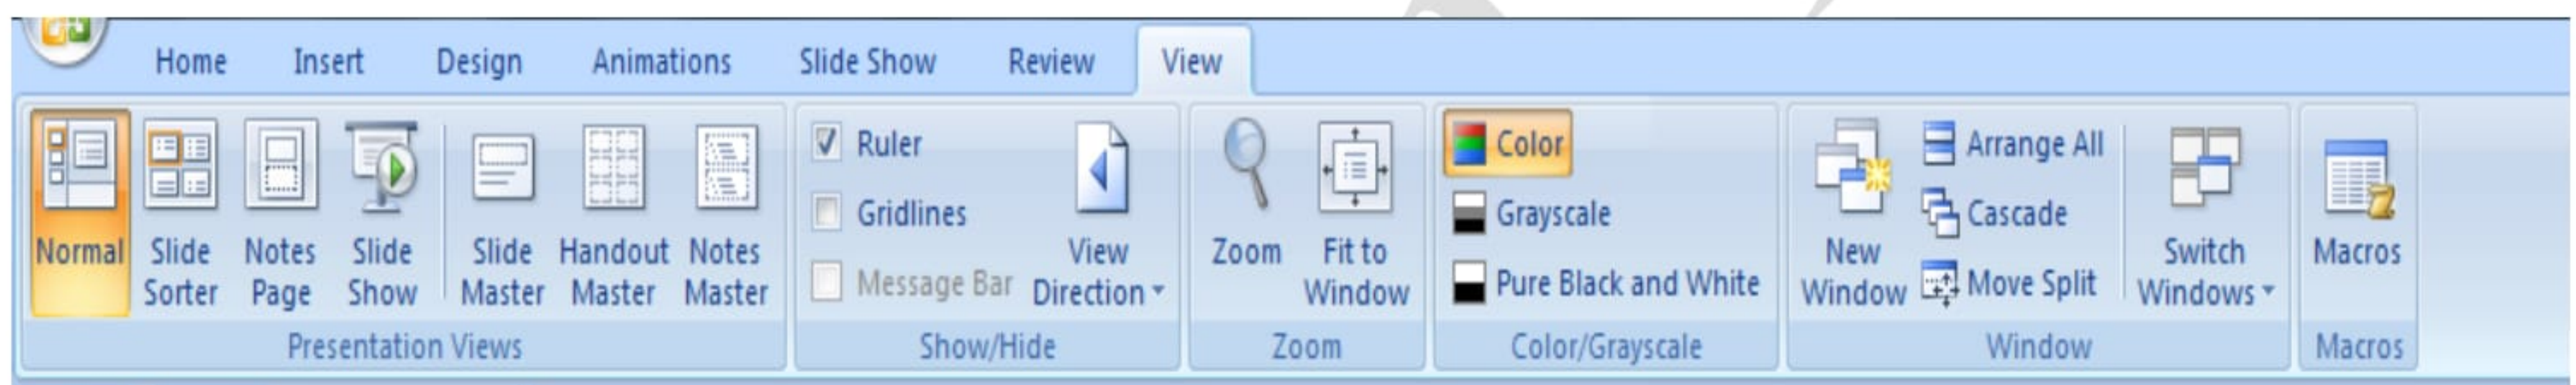 Home Insert Design Animations Slide Show Review View
Normal
Slide Sorter
Notes Page
Slide Show
Slide Master
Handout Master
Notes Master
Presentation Views
Ruler
Gridlines
Message Bar
View Direction
Show/Hide
Zoom
Fit to Window
Zoom
Color
Grayscale
Pure Black and White
Color/Grayscale
New Window
Arrange All
Cascade
Move Split
Switch Windows
Window
Macros
Macros